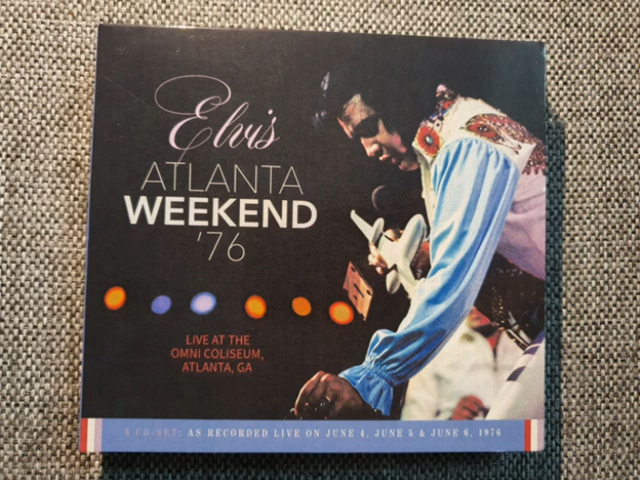 Elvis
ATLANTA
WEEKEND
'76
LIVE AT THE
OMNI COLISEUM,
ATLANTA, GA
CD-SET: AS RECORDED LIVE ON JUNE 4, JUNE 5 & JUNE 6, 1976